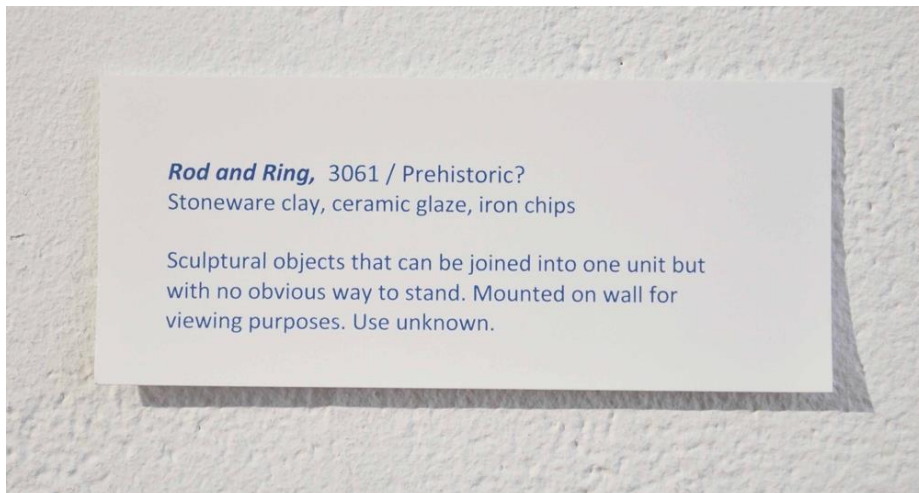 Rod and Ring, 3061 / Prehistoric?
Stoneware clay, ceramic glaze, iron chips
Sculptural objects that can be joined into one unit but
with no obvious way to stand. Mounted on wall for
viewing purposes. Use unknown.